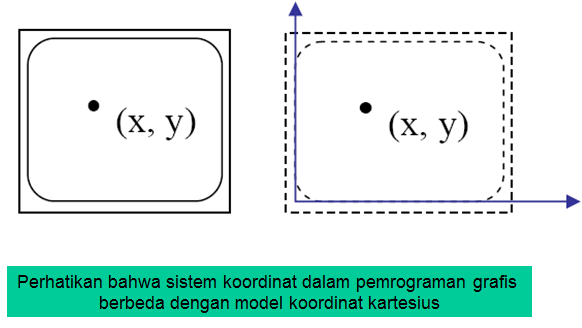 (x, y)
(x, y)
Perhatikan bahwa sistem koordinat dalam pemrograman grafis
berbeda dengan model koordinat kartesius